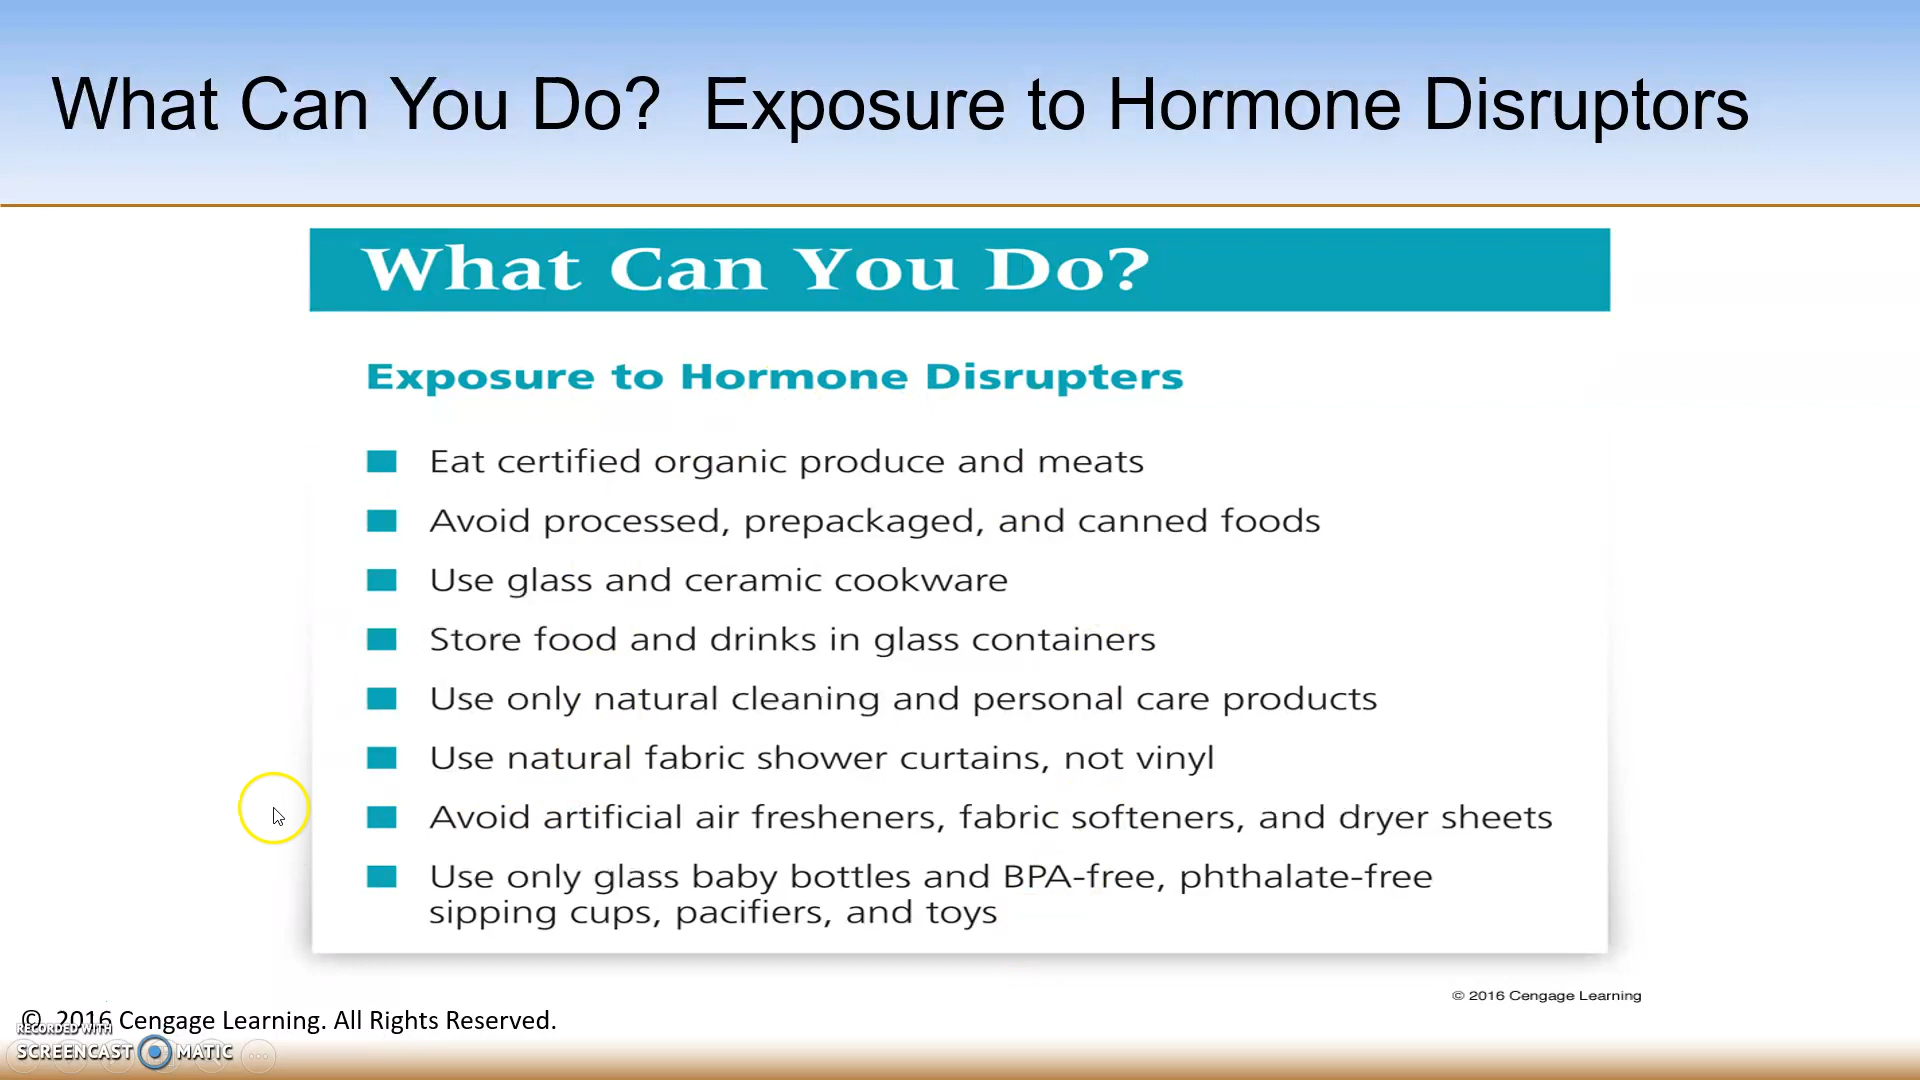 What Can You Do?  Exposure to Hormone Disruptors
What Can You Do?
Exposure to Hormone Disrupters
Eat certified organic produce and meats
Avoid processed, prepackaged, and canned foods
Use glass and ceramic cookware
Store food and drinks in glass containers
Use only natural cleaning and personal care products
Use natural fabric shower curtains, not vinyl
Avoid artificial air fresheners, fabric softeners, and dryer sheets
Use only glass baby bottles and BPA-free, phthalate-free
sipping cups, pacifiers, and toys
© 2016 Cengage Learning
© 2016 Cengage Learning. All Rights Reserved.
RECORDED WITH
SCREENCAST MATIC